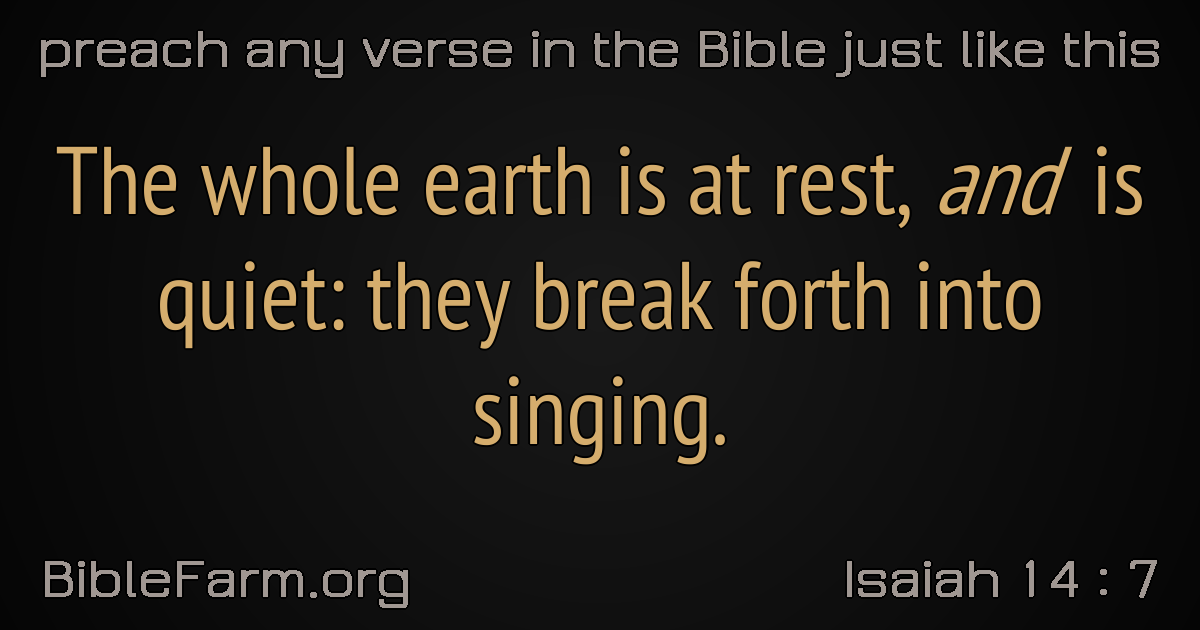 preach any verse in the Bible just like this
The whole earth is at rest, and is
quiet: they break forth into
singing.
BibleFarm.org
Isaiah 14 : 7